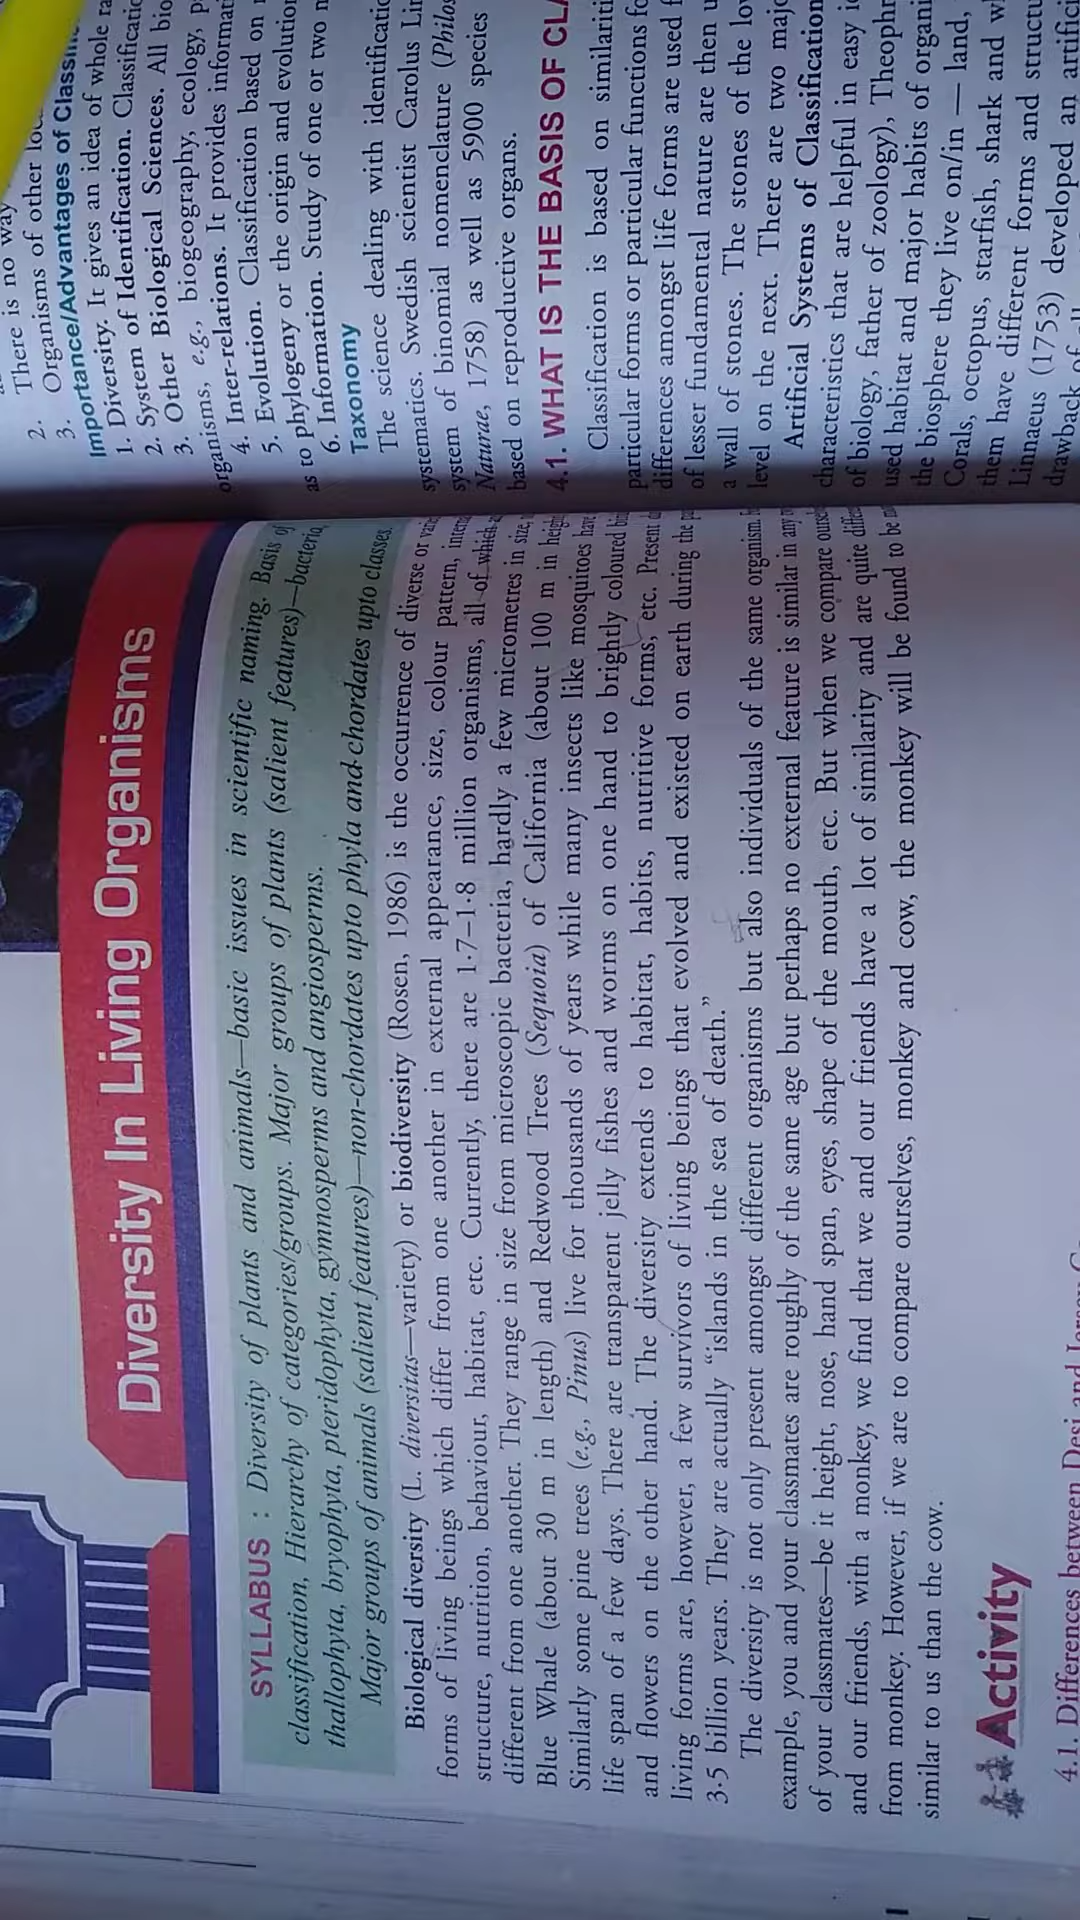 Diversity In Living Organisms
SYLLABUS : Diversity of plants and animals—basic issues in scientific naming. Basis of
classification, Hierarchy of categories/groups. Major groups of plants (salient features)—bacteria,
thallophyta, bryophyta, pteridophyta, gymnosperms and angiosperms.
Major groups of animals (salient features)—non-chordates upto phyla and chordates upto classes.
Biological diversity (L. diversitas—variety) or biodiversity (Rosen, 1986) is the occurrence of diverse or
forms of living beings which differ from one another in external appearance, size, colour pattern,
structure, nutrition, behaviour, habitat, etc. Currently, there are 1·7–1·8 million organisms, all of which
different from one another. They range in size from microscopic bacteria, hardly a few micrometres in size,
Blue Whale (about 30 m in length) and Redwood Trees (Sequoia) of California (about 100 m in
Similarly some pine trees (e.g., Pinus) live for thousands of years while many insects like mosquitoes have
life span of a few days. There are transparent jelly fishes and worms on one hand to brightly coloured
and flowers on the other hand. The diversity extends to habitat, habits, nutritive forms, etc. Present
living forms are, however, a few survivors of living beings that evolved and existed on earth during the
3·5 billion years. They are actually “islands in the sea of death.”
The diversity is not only present amongst different organisms but also individuals of the same organism.
example, you and your classmates are roughly of the same age but perhaps no external feature is similar in any
of your classmates—be it height, nose, hand span, eyes, shape of the mouth, etc. But when we compare
and our friends, with a monkey, we find that we and our friends have a lot of similarity and are quite
from monkey. However, if we are to compare ourselves, monkey and cow, the monkey will be found to be
similar to us than the cow.
Activity
4.1. Differences between Desi and
2. There is no way
3. Organisms of other
Importance/Advantages of
1. Diversity. It gives an idea of whole
2. System of Identification.
3. Other Biological Sciences. All
organisms, e.g., biogeography, ecology,
4. Inter-relations. It provides
5. Evolution. Classification based on
as to phylogeny or the origin and
6. Information. Study of one or two
Taxonomy
The science dealing with
systematics. Swedish scientist Carolus
system of binomial nomenclature
Naturae, 1758) as well as 5900 species
based on reproductive organs.
4.1. WHAT IS THE BASIS OF
Classification is based on
particular forms or particular functions
differences amongst life forms are used
of lesser fundamental nature are then
a wall of stones. The stones of the
level on the next. There are two
Artificial Systems of Classification
characteristics that are helpful in easy
of biology, father of zoology),
used habitat and major habits of
the biosphere they live on/in — land,
Corals, octopus, starfish, shark and
them have different forms and
Linnaeus (1753) developed an
drawback of